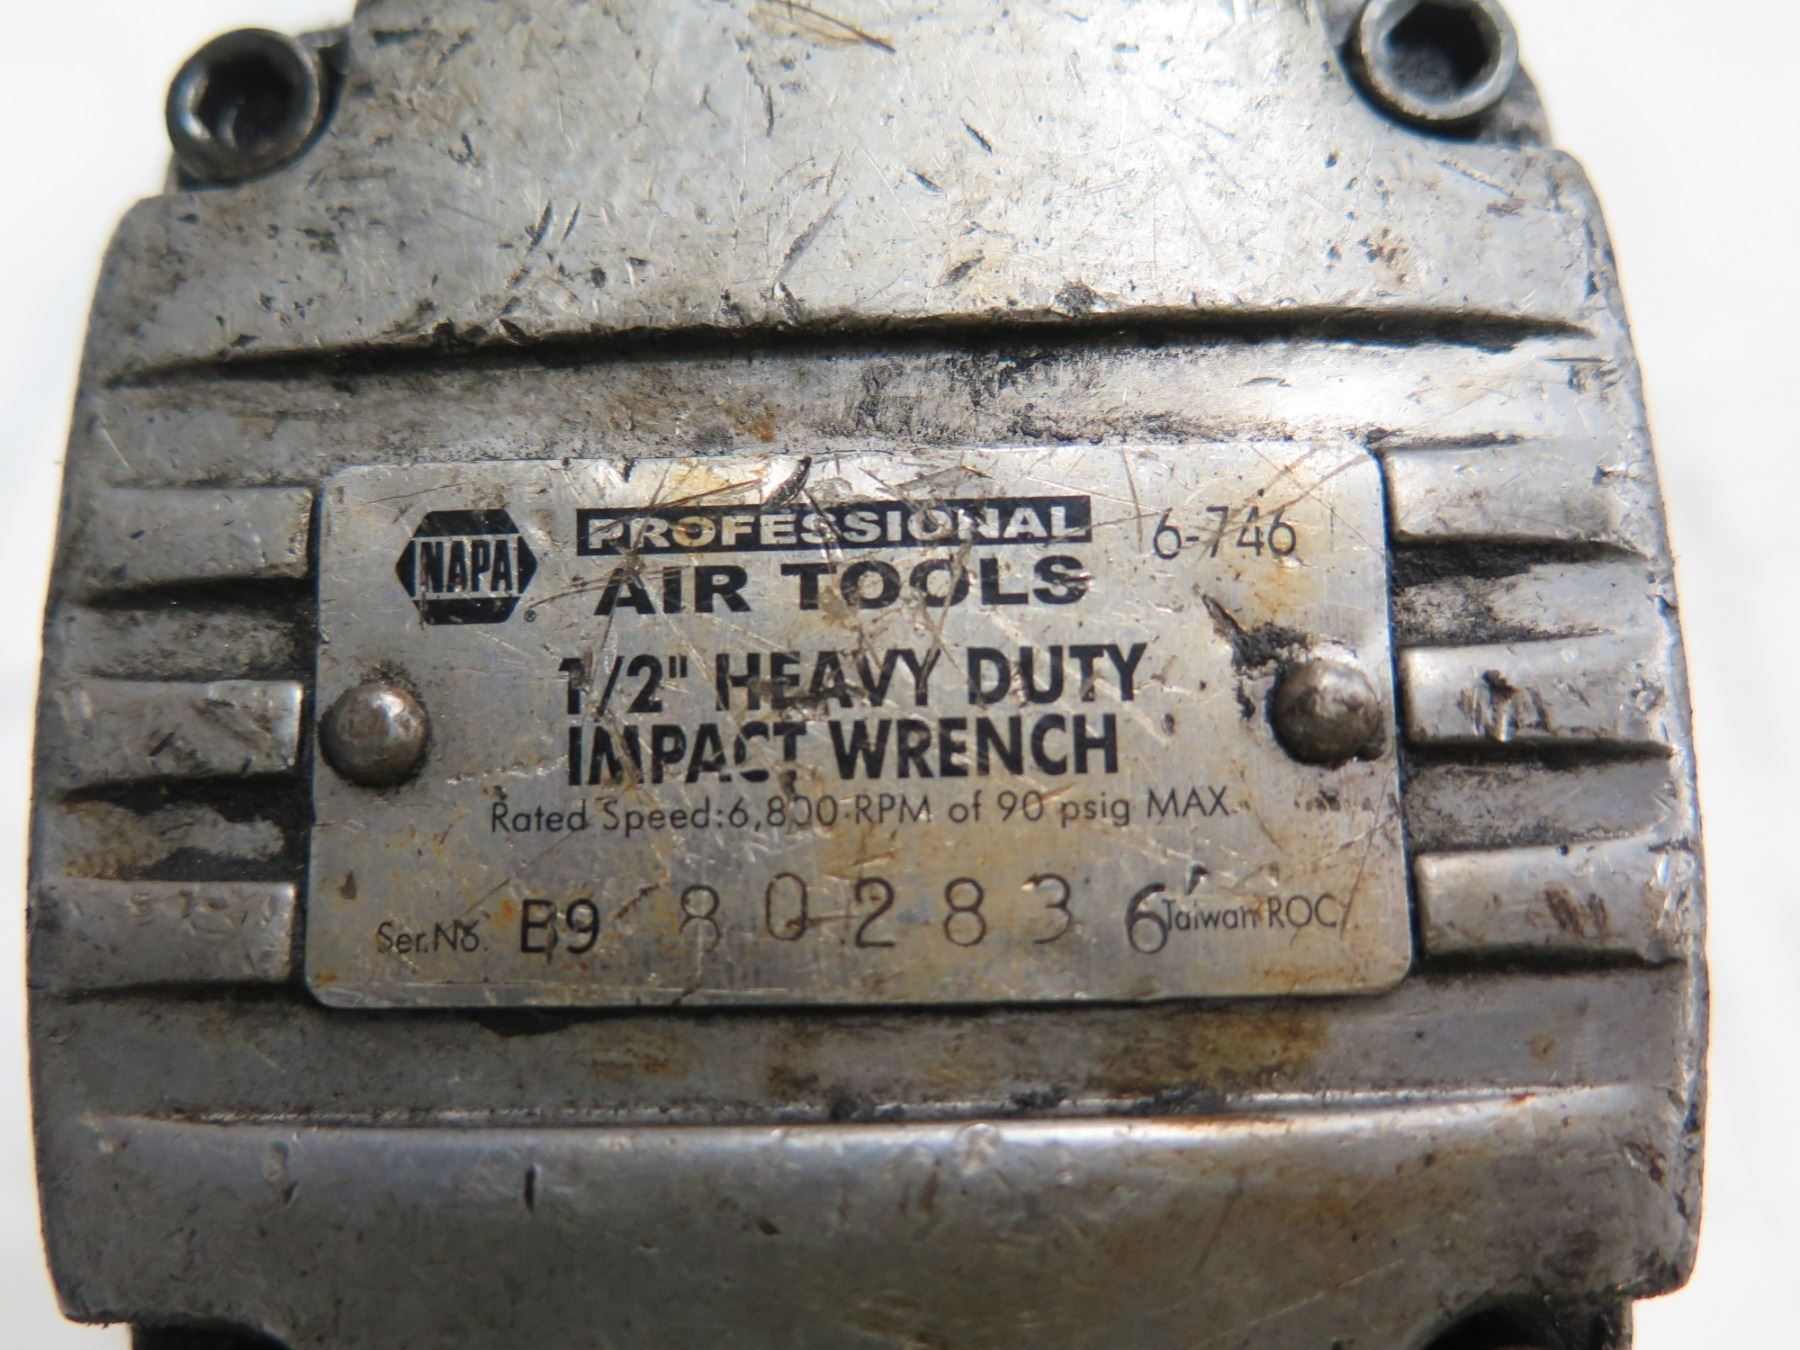 NAPA®
PROFESSIONAL 6-746
AIR TOOLS
1/2" HEAVY DUTY
IMPACT WRENCH
Rated Speed:6,800 RPM of 90 psig MAX.
Ser.No. B9 802836 Taiwan ROC